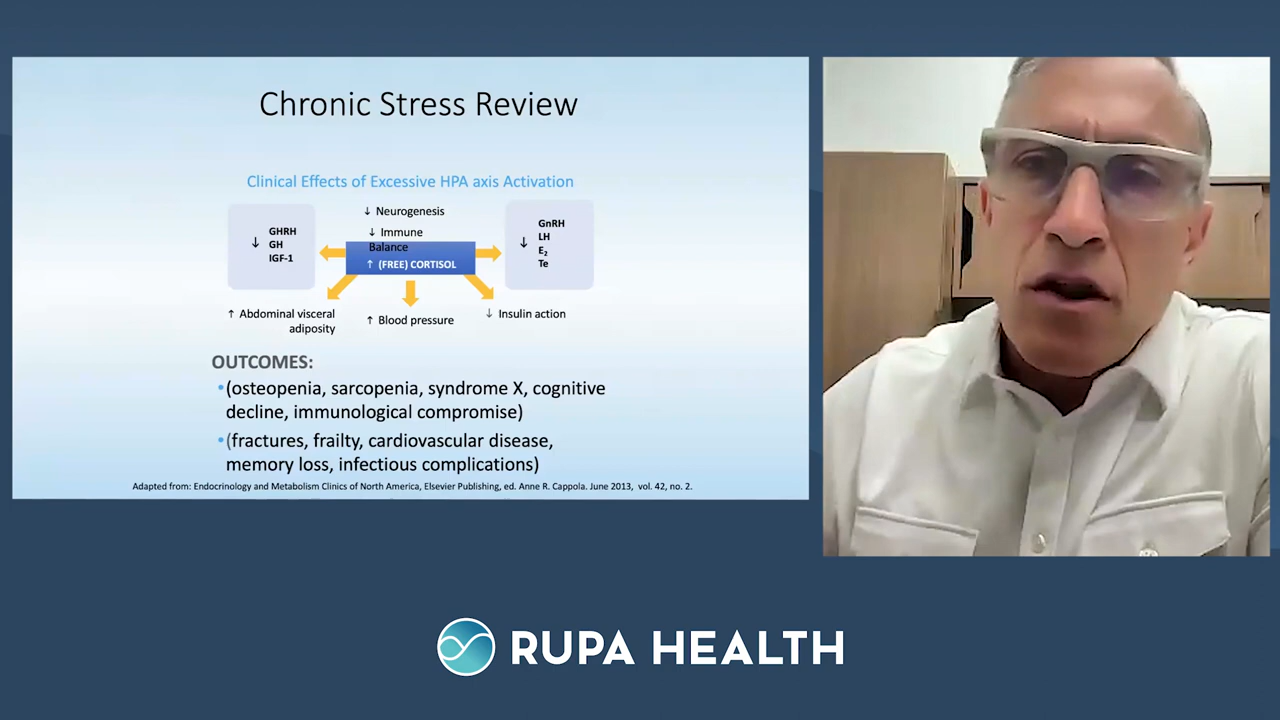 Chronic Stress Review
Clinical Effects of Excessive HPA axis Activation
↓ Neurogenesis
↓ Immune
Balance
↑ (FREE) CORTISOL
↓ GHRH
GH
IGF-1
↓ GnRH
LH
E₂
Te
↑ Abdominal visceral
adiposity
↑ Blood pressure
↓ Insulin action
OUTCOMES:
•(osteopenia, sarcopenia, syndrome X, cognitive
decline, immunological compromise)
•(fractures, frailty, cardiovascular disease,
memory loss, infectious complications)
Adapted from: Endocrinology and Metabolism Clinics of North America, Elsevier Publishing, ed. Anne R. Cappola. June 2013, vol. 42, no. 2.
RUPA HEALTH